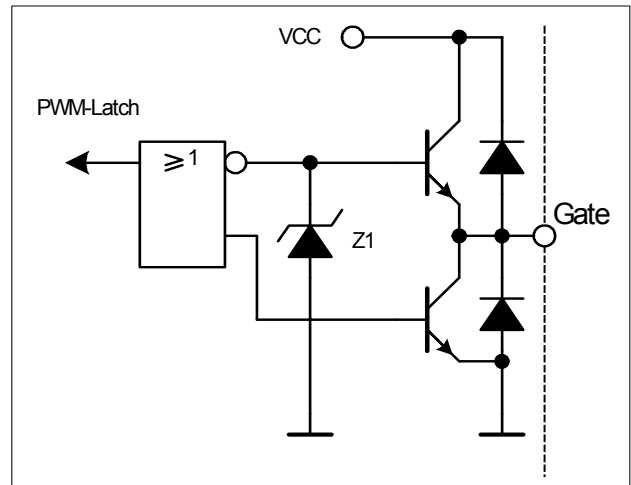 VCC
PWM-Latch
≥1
Z1
Gate